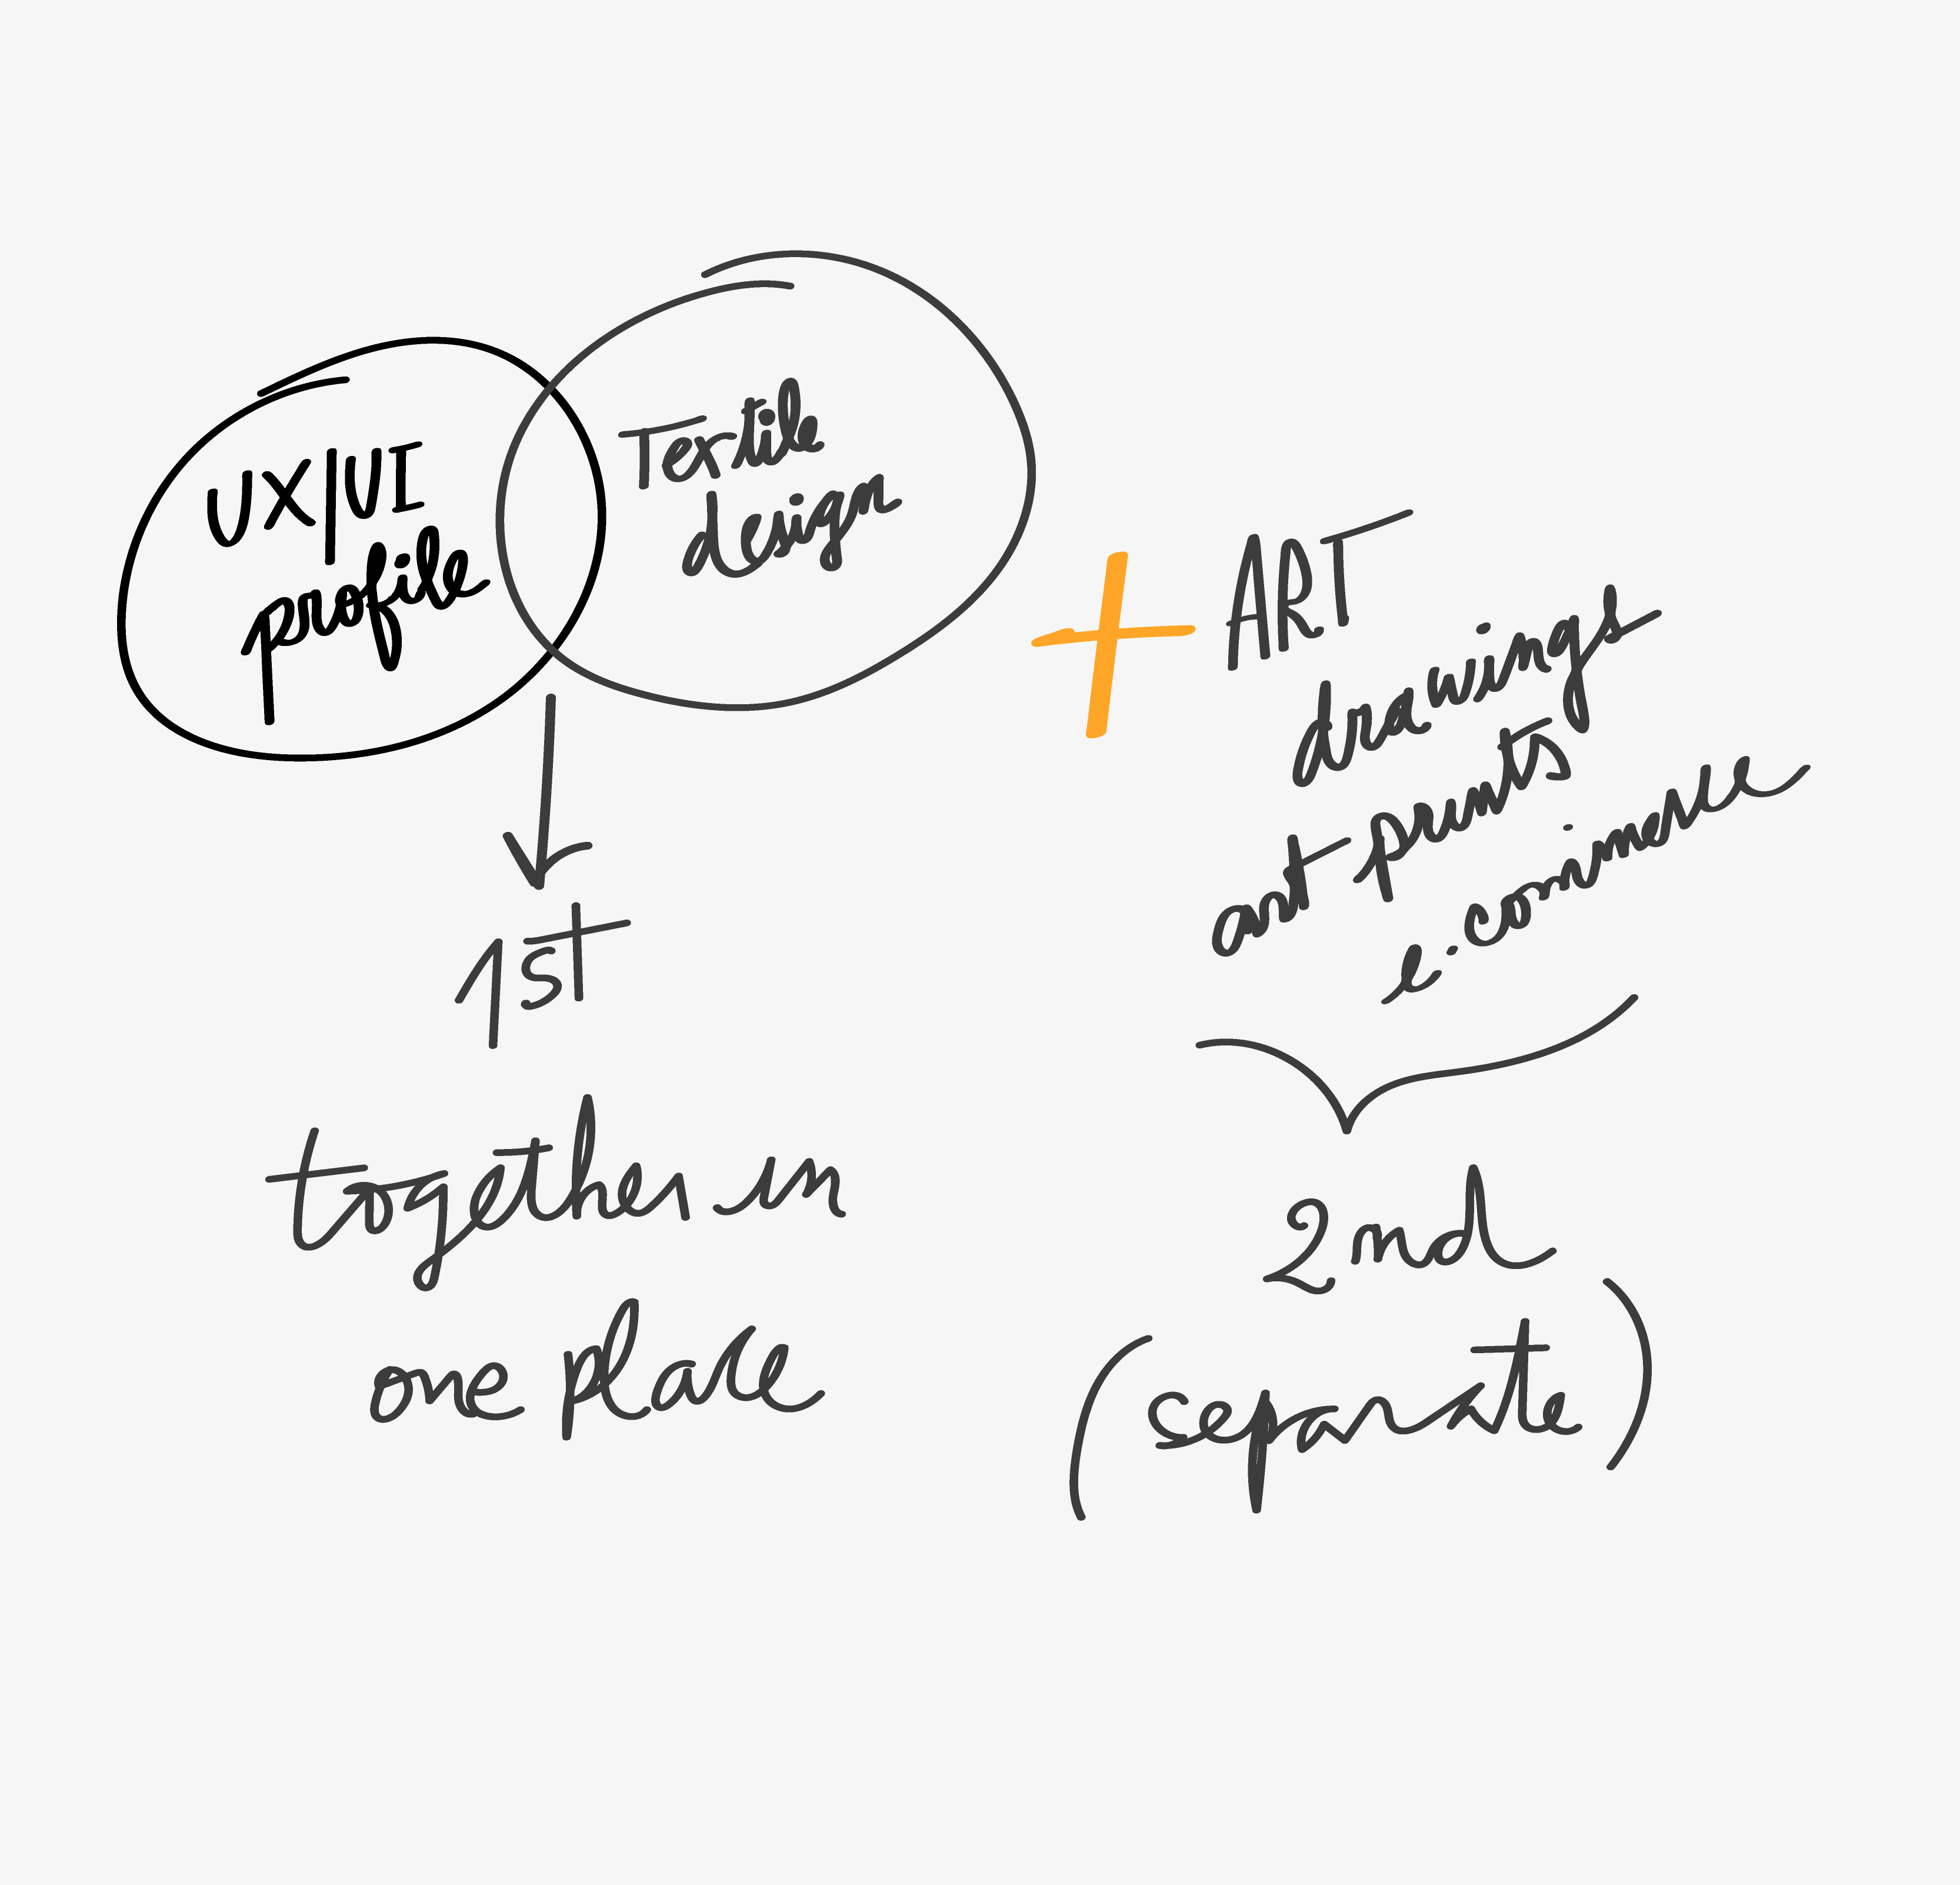 UX/UI
profile
Textile
design
+ ART
drawings
art prints
e-commerce
1st
together in
one place
2nd
(separate)